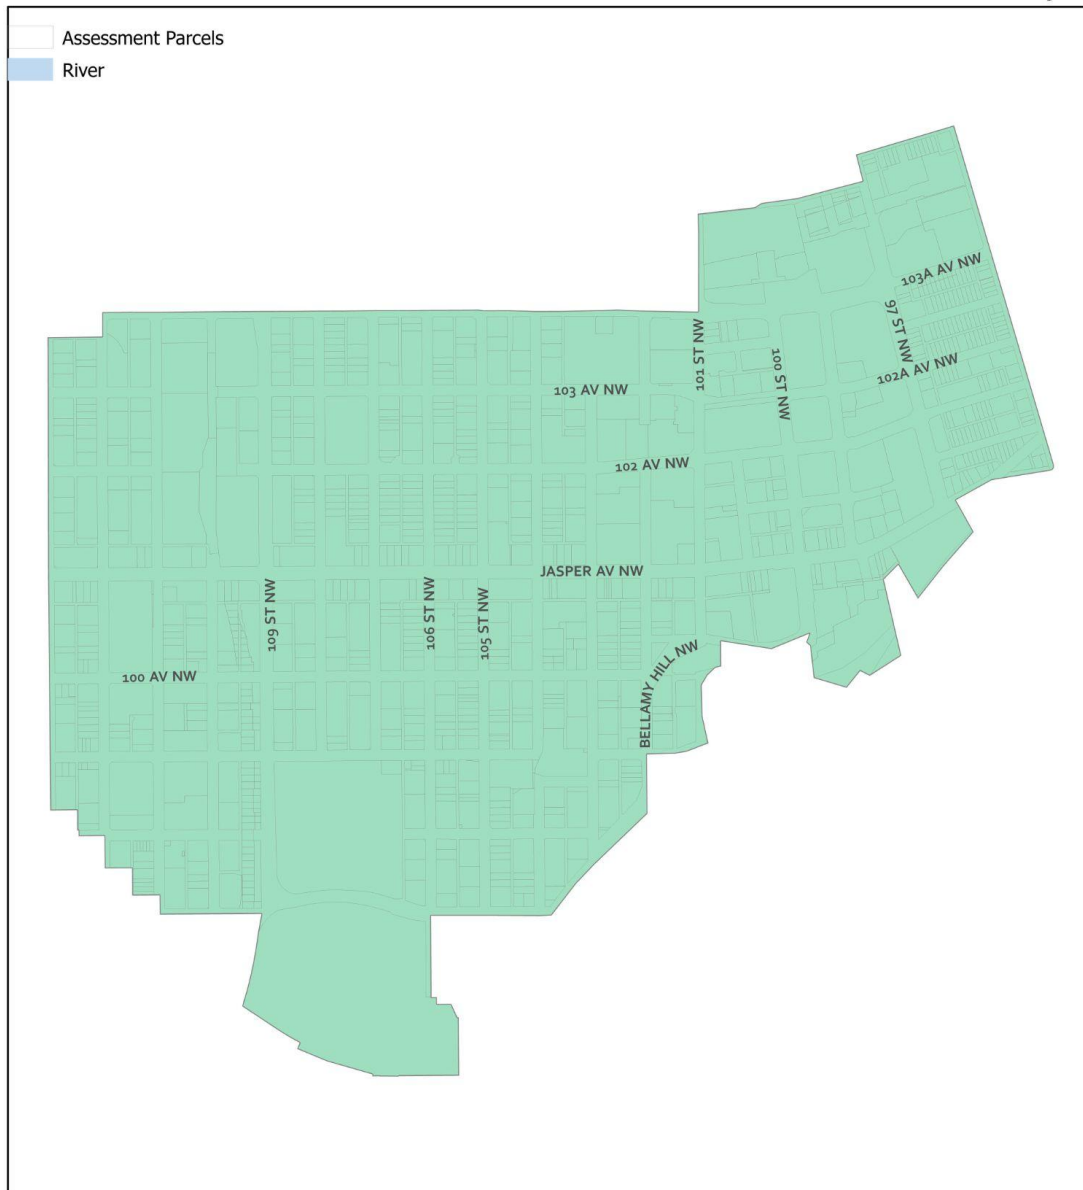 Assessment Parcels
River
103A AV NW
97 ST NW
101 ST NW
100 ST NW
102A AV NW
103 AV NW
102 AV NW
JASPER AV NW
109 ST NW
106 ST NW
105 ST NW
BELLAMY HILL NW
100 AV NW